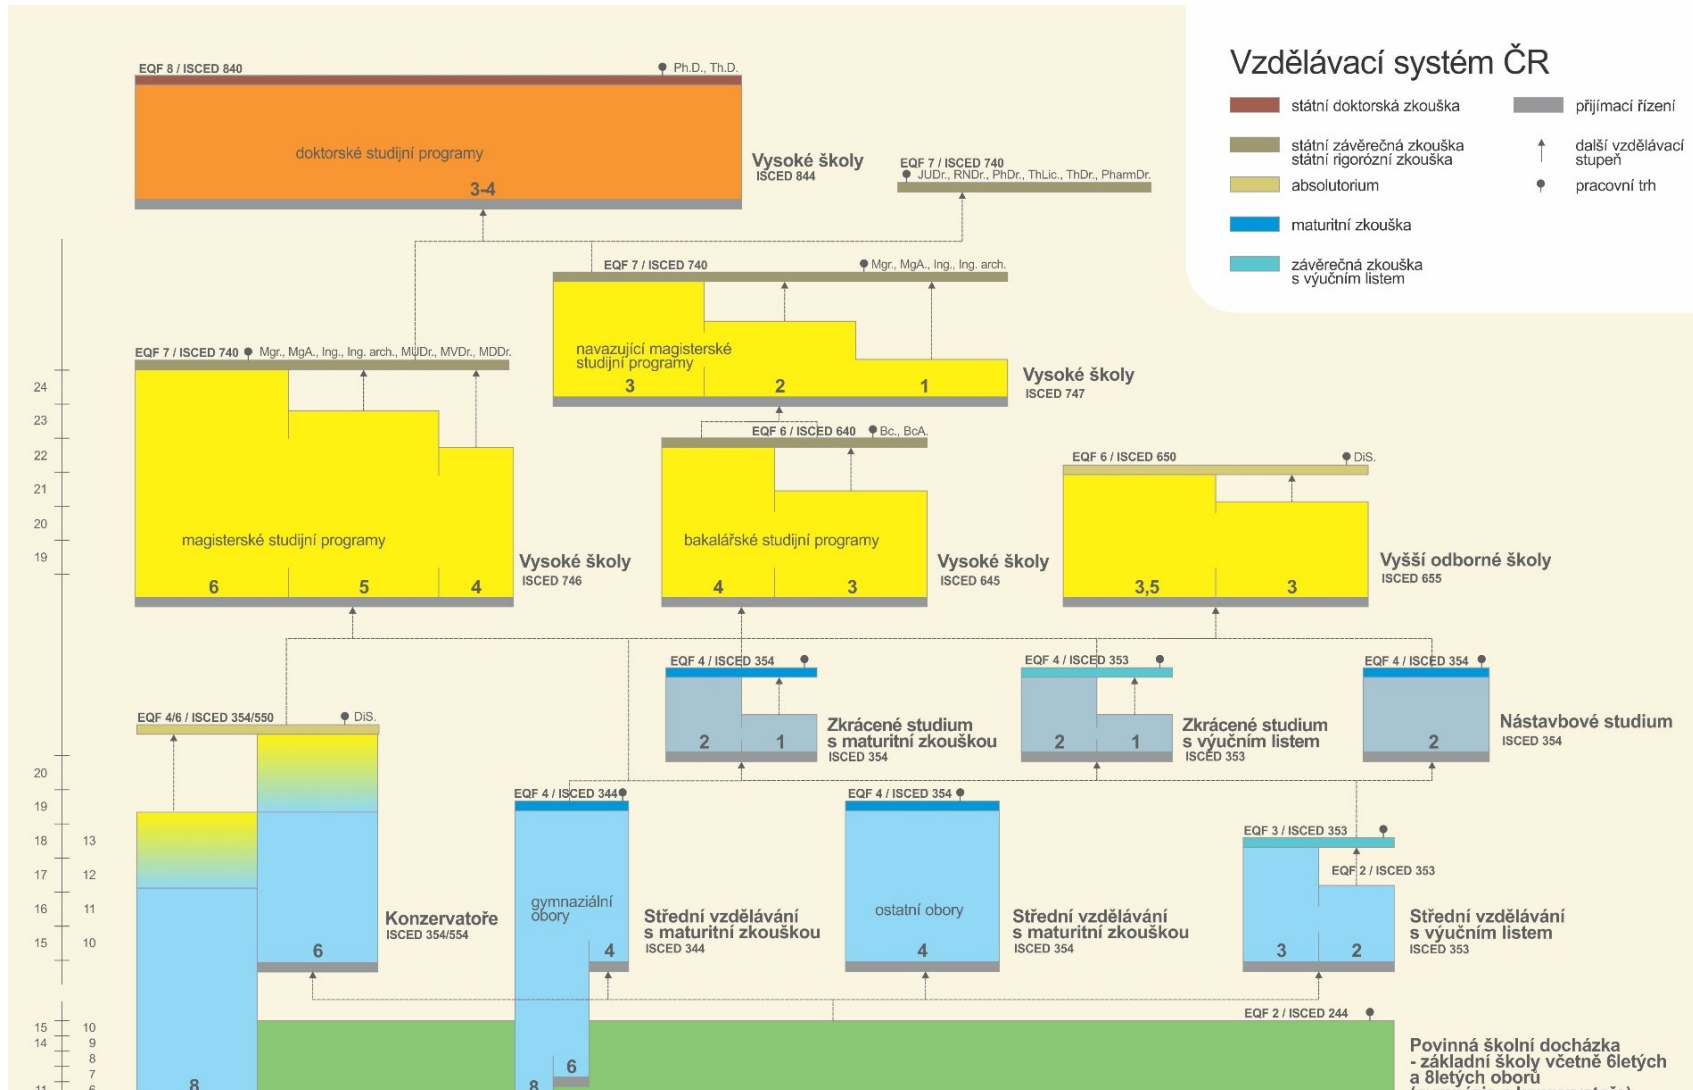 Vzdělávací systém ČR
státní doktorská zkouška
státní závěrečná zkouška
státní rigorózní zkouška
absolutorium
maturitní zkouška
závěrečná zkouška
s výučním listem
přijímací řízení
další vzdělávací
stupeň
pracovní trh
EQF 8 / ISCED 840
Ph.D., Th.D.
doktorské studijní programy
3-4
Vysoké školy
ISCED 844
EQF 7 / ISCED 740
JUDr., RNDr., PhDr., ThLic., ThDr., PharmDr.
EQF 7 / ISCED 740
Mgr., MgA., Ing., Ing. arch.
navazující magisterské
studijní programy
3 2 1
Vysoké školy
ISCED 747
EQF 7 / ISCED 740
Mgr., MgA., Ing., Ing. arch., MUDr., MVDr., MDDr.
magisterské studijní programy
6 5 4
Vysoké školy
ISCED 746
EQF 6 / ISCED 640
Bc., BcA.
bakalářské studijní programy
4 3
Vysoké školy
ISCED 645
EQF 6 / ISCED 650
DiS.
3,5 3
Vyšší odborné školy
ISCED 655
24
23
22
21
20
19
EQF 4 / ISCED 354
2 1
Zkrácené studium
s maturitní zkouškou
ISCED 354
EQF 4 / ISCED 353
2 1
Zkrácené studium
s výučním listem
ISCED 353
EQF 4 / ISCED 354
2
Nástavbové studium
ISCED 354
EQF 4/6 / ISCED 354/550
DiS.
6
Konzervatoře
ISCED 354/554
EQF 4 / ISCED 344
gymnaziální
obory
4
Střední vzdělávání
s maturitní zkouškou
ISCED 344
EQF 4 / ISCED 354
ostatní obory
4
Střední vzdělávání
s maturitní zkouškou
ISCED 354
EQF 3 / ISCED 353
EQF 2 / ISCED 353
3 2
Střední vzdělávání
s výučním listem
ISCED 353
20
19
18 13
17 12
16 11
15 10
EQF 2 / ISCED 244
15 10
14 9
8
7
6
8
8
Povinná školní docházka
- základní školy včetně 6letých
a 8letých oborů